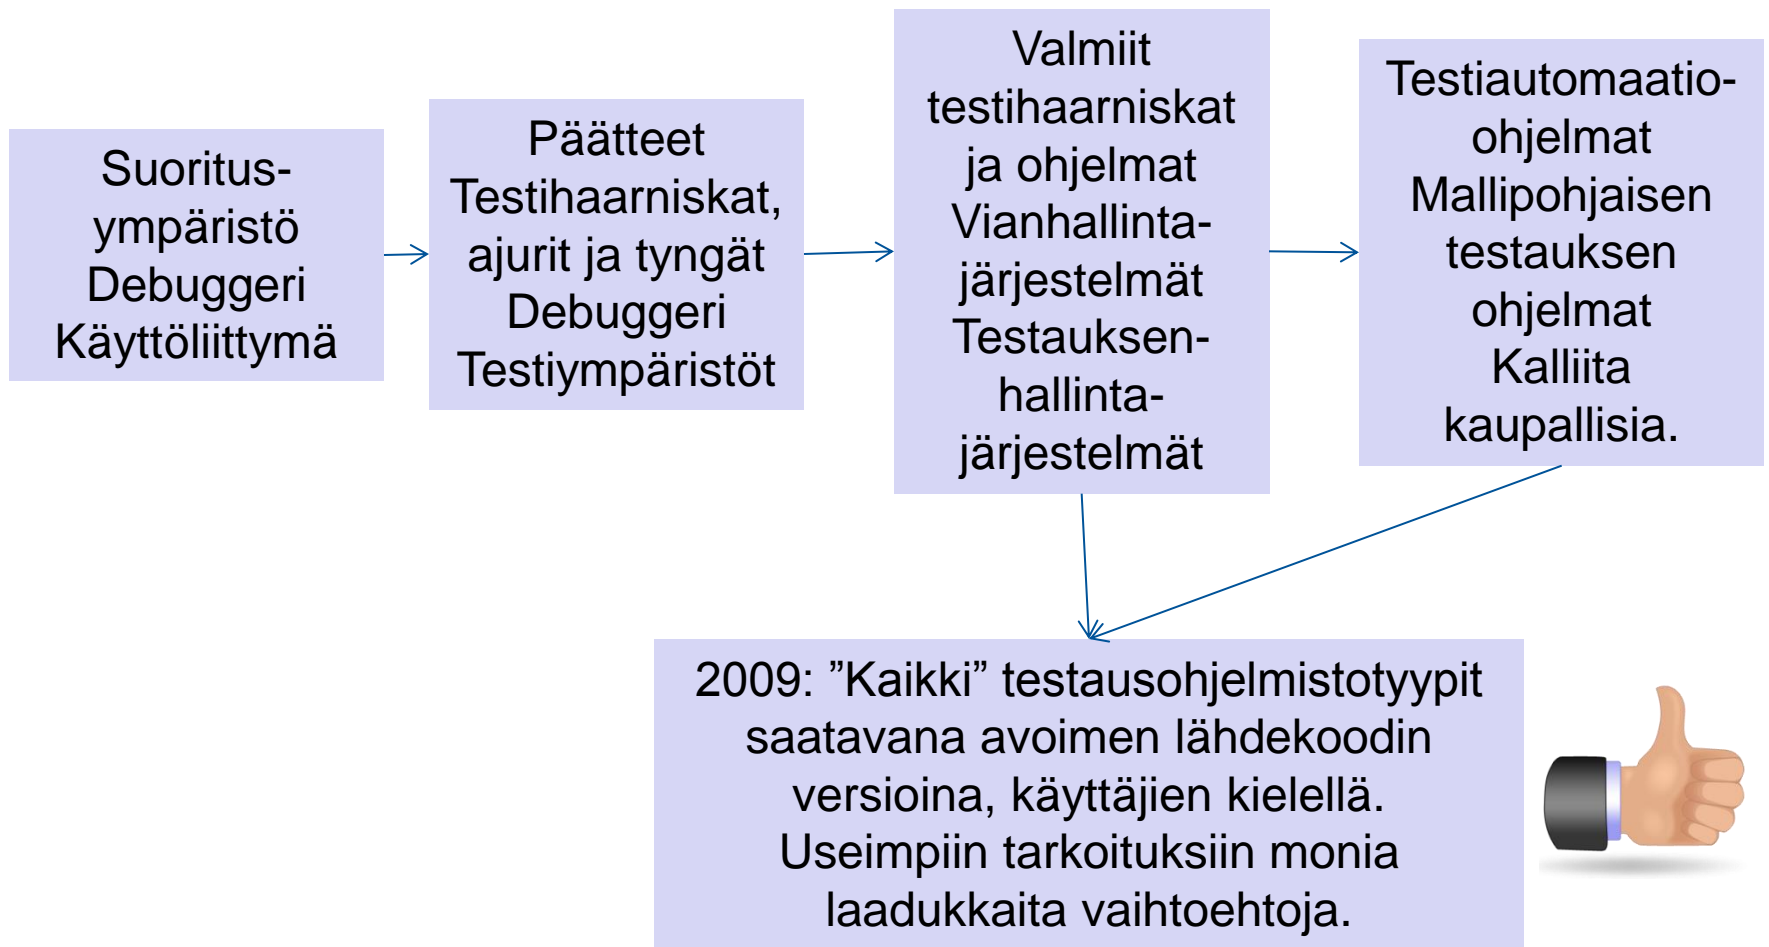 Suoritus-
ympäristö
Debuggeri
Käyttöliittymä
Päätteet
Testihaarniskat,
ajurit ja tyngät
Debuggeri
Testiympäristöt
Valmiit
testihaarniskat
ja ohjelmat
Vianhallinta-
järjestelmät
Testauksen-
hallinta-
järjestelmät
Testiautomaatio-
ohjelmat
Mallipohjaisen
testauksen
ohjelmat
Kalliita
kaupallisia.
2009: ”Kaikki” testausohjelmistotyypit
saatavana avoimen lähdekoodin
versioina, käyttäjien kielellä.
Useimpiin tarkoituksiin monia
laadukkaita vaihtoehtoja.